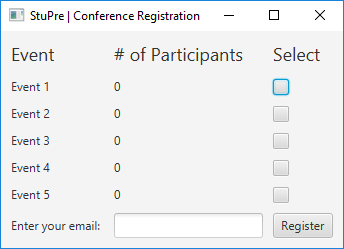 StuPre | Conference Registration
Event # of Participants Select
Event 1 0
Event 2 0
Event 3 0
Event 4 0
Event 5 0
Enter your email: Register